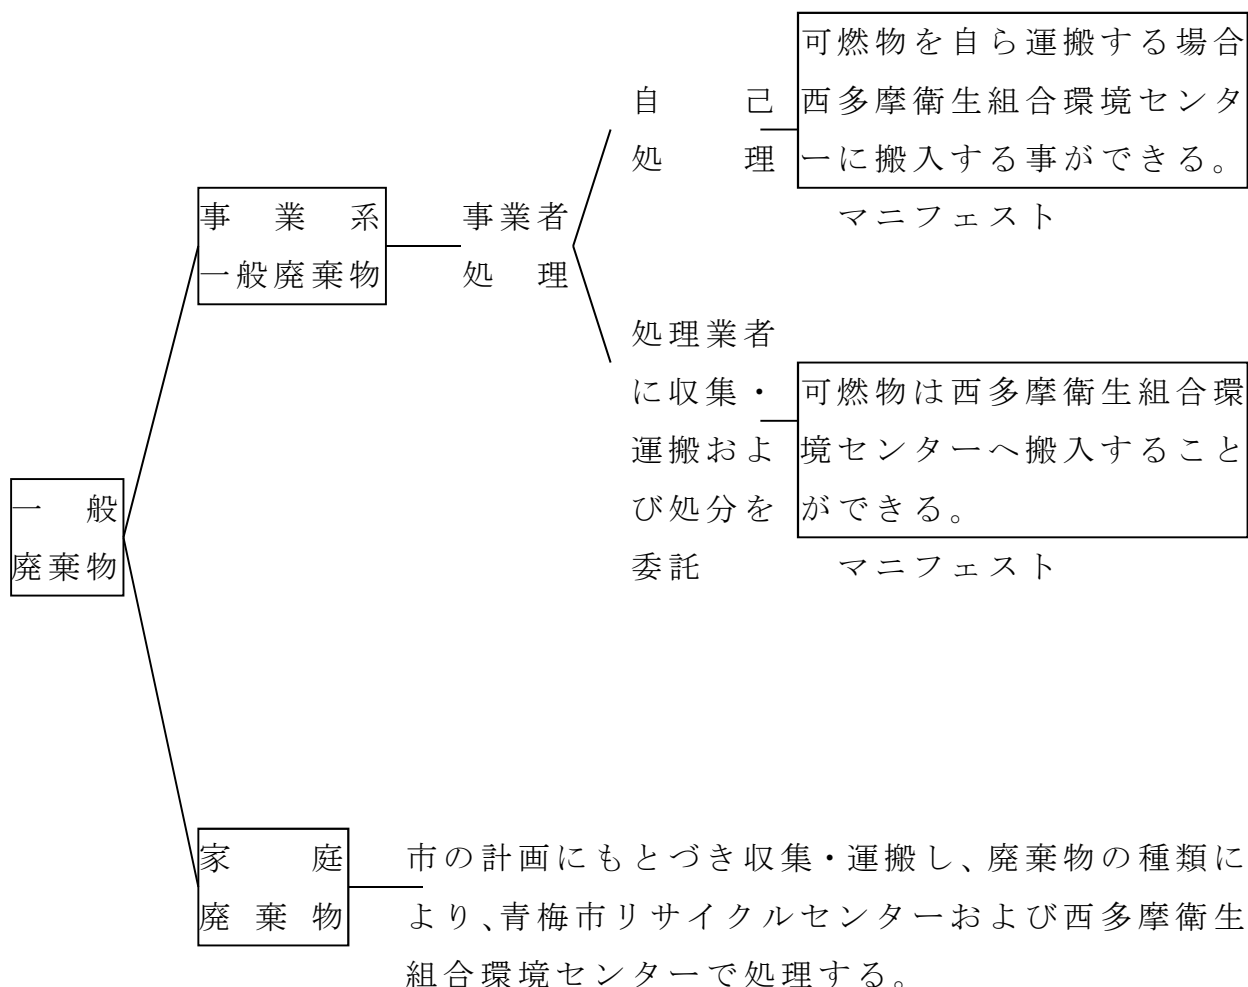 可燃物を自ら運搬する場合
西多摩衛生組合環境センタ
ーに搬入する事ができる。
自己
処理
マニフェスト
事業系
一般廃棄物
事業者
処理
処理業者
に収集・
運搬およ
び処分を
委託
可燃物は西多摩衛生組合環
境センターへ搬入すること
ができる。
マニフェスト
一般
廃棄物
家庭
廃棄物
市の計画にもとづき収集・運搬し、廃棄物の種類に
より、青梅市リサイクルセンターおよび西多摩衛生
組合環境センターで処理する。